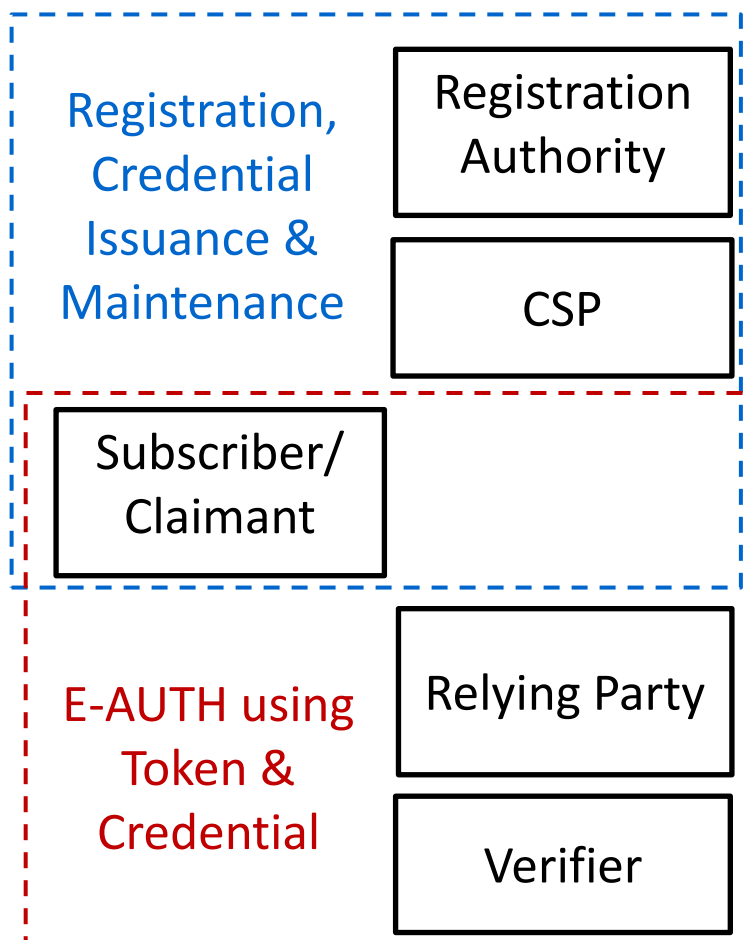 Registration,
Credential
Issuance &
Maintenance
Registration
Authority
CSP
Subscriber/
Claimant
E-AUTH using
Token &
Credential
Relying Party
Verifier